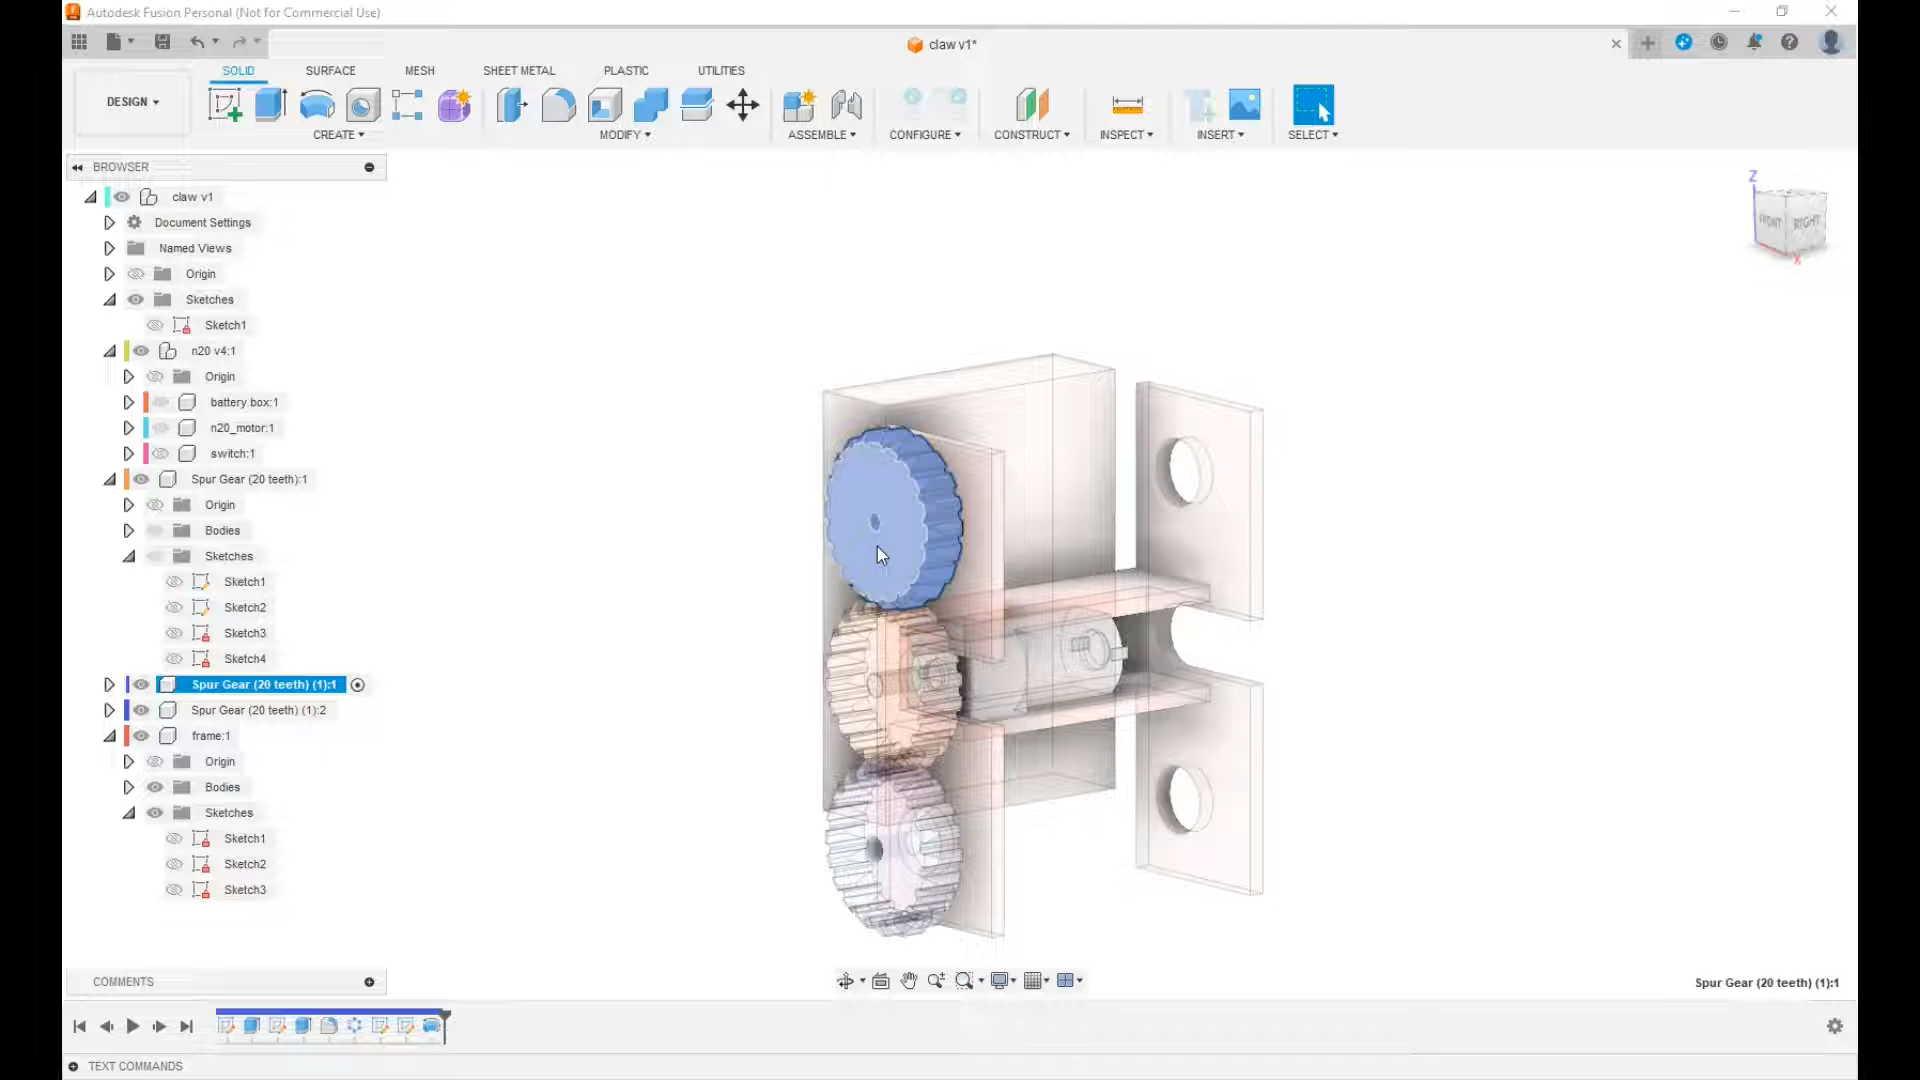 Autodesk Fusion Personal (Not for Commercial Use)
claw v1*
DESIGN
SOLID
SURFACE
MESH
SHEET METAL
PLASTIC
UTILITIES
CREATE
MODIFY
ASSEMBLE
CONFIGURE
CONSTRUCT
INSPECT
INSERT
SELECT
BROWSER
claw v1
Document Settings
Named Views
Origin
Sketches
Sketch1
n20 v4:1
Origin
battery box:1
n20_motor:1
switch:1
Spur Gear (20 teeth):1
Origin
Bodies
Sketches
Sketch1
Sketch2
Sketch3
Sketch4
Spur Gear (20 teeth) (1):1
Spur Gear (20 teeth) (1):2
frame:1
Origin
Bodies
Sketches
Sketch1
Sketch2
Sketch3
Z
FRONT
RIGHT
X
COMMENTS
Spur Gear (20 teeth) (1):1
TEXT COMMANDS